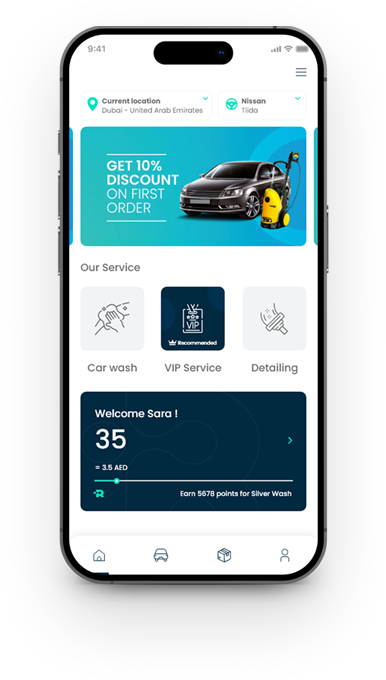 9:41
Current location
Dubai - United Arab Emirates
Nissan
Tiida
GET 10%
DISCOUNT
ON FIRST
ORDER
Our Service
VIP
Recommended
Car wash
VIP Service
Detailing
Welcome Sara !
35
= 3.5 AED
R
Earn 5678 points for Silver Wash